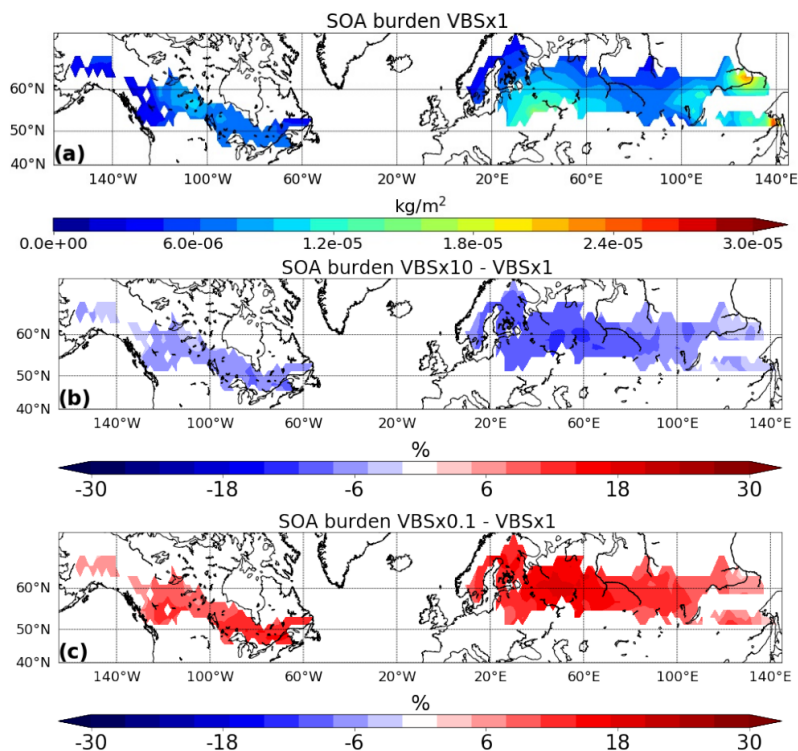 SOA burden VBSx1
60°N
50°N
40°N
(a)
140°W 100°W 60°W 20°W 20°E 60°E 100°E 140°E
kg/m²
0.0e+00 6.0e-06 1.2e-05 1.8e-05 2.4e-05 3.0e-05
SOA burden VBSx10 - VBSx1
60°N
50°N
40°N
(b)
140°W 100°W 60°W 20°W 20°E 60°E 100°E 140°E
%
-30 -18 -6 6 18 30
SOA burden VBSx0.1 - VBSx1
60°N
50°N
40°N
(c)
140°W 100°W 60°W 20°W 20°E 60°E 100°E 140°E
%
-30 -18 -6 6 18 30